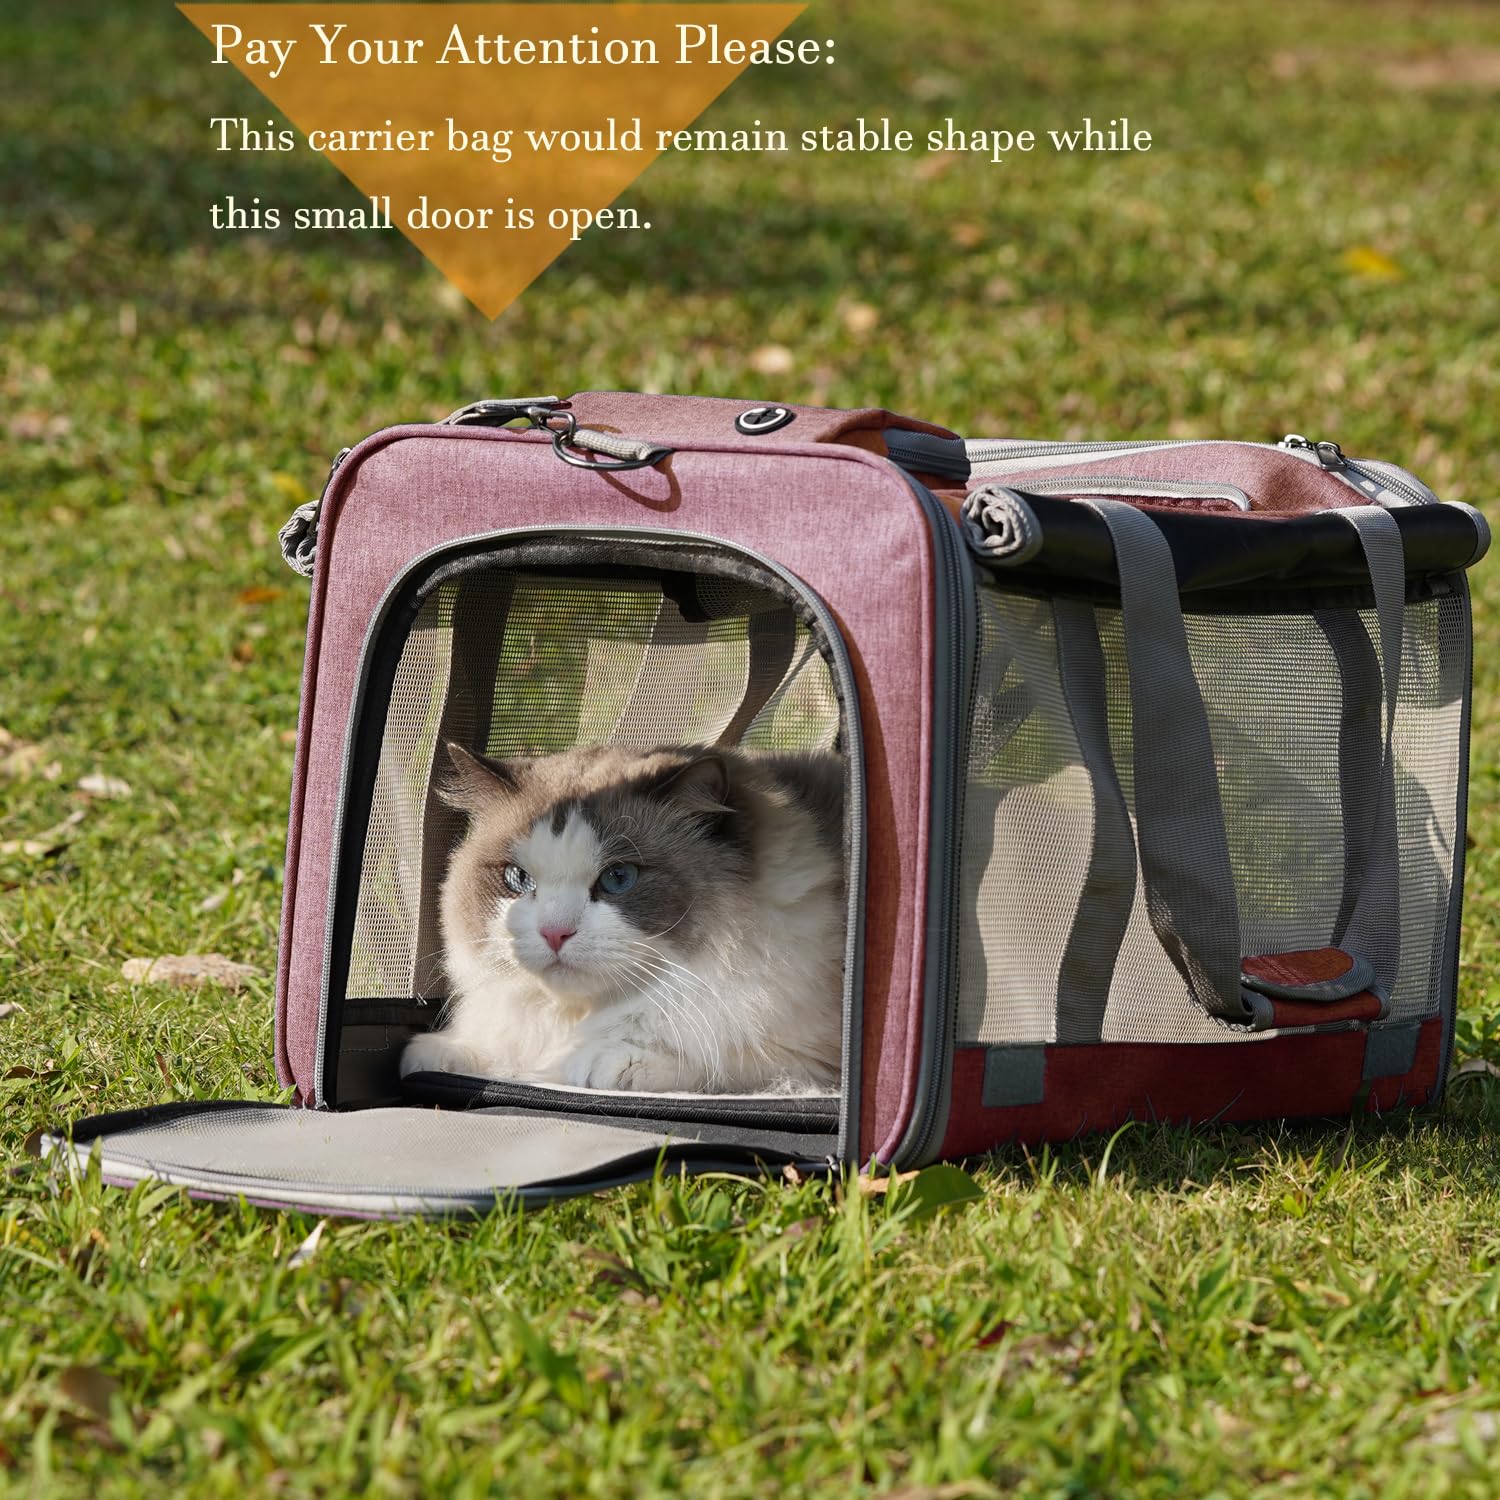 Pay Your Attention Please:
This carrier bag would remain stable shape while
this small door is open.